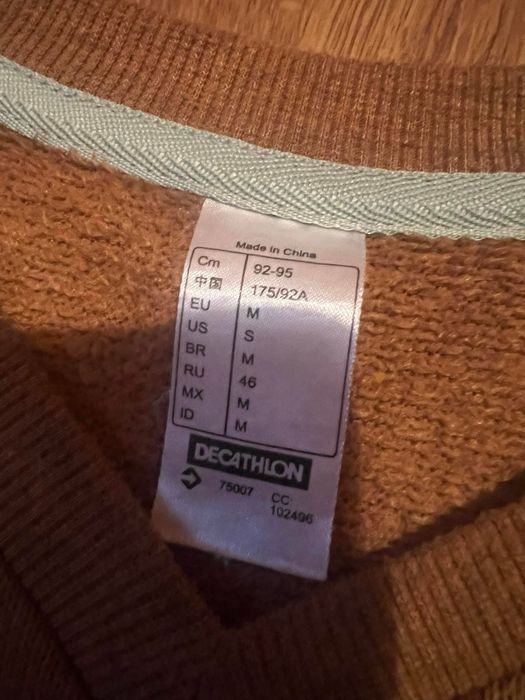 Made in China
Cm 92-95
中国 175/92A
EU M
US S
BR M
RU 46
MX M
ID M
DECATHLON
75007 CC:
102496